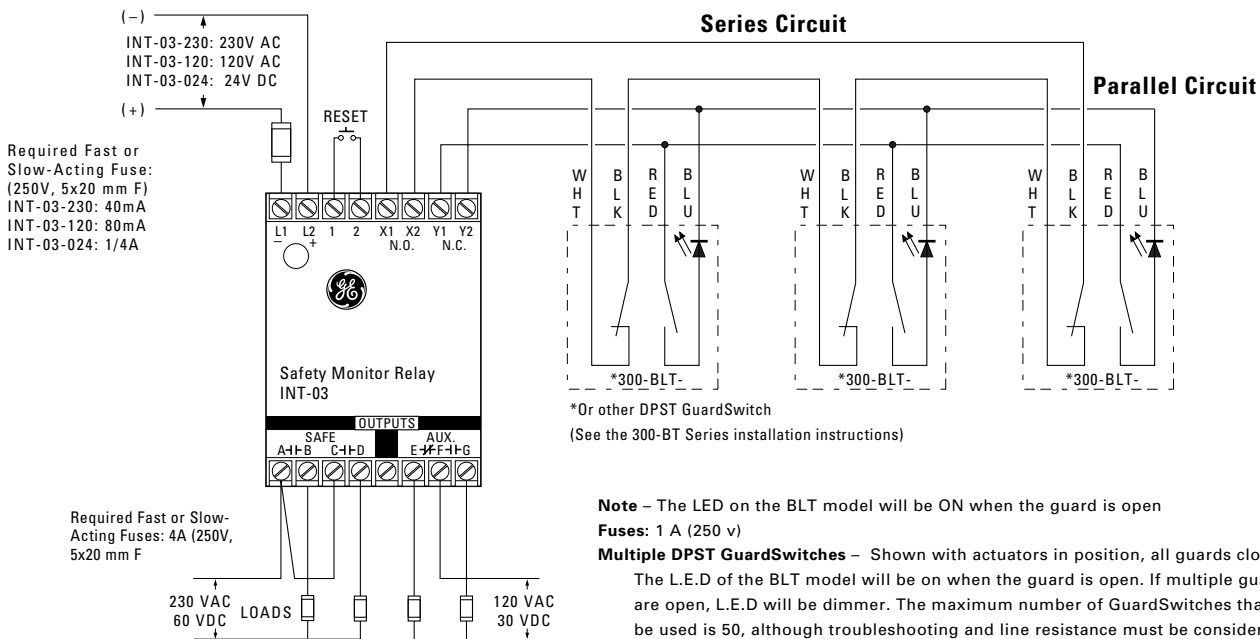 Series Circuit
Parallel Circuit
(–)
INT-03-230: 230V AC
INT-03-120: 120V AC
INT-03-024: 24V DC
(+)
RESET
Required Fast or
Slow-Acting Fuse:
(250V, 5x20 mm F)
INT-03-230: 40mA
INT-03-120: 80mA
INT-03-024: 1/4A
WHT BLK RED BLU
WHT BLK RED BLU
WHT BLK RED BLU
L1 L2 1 2 X1 X2 Y1 Y2
– + N.O. N.C.
GE
Safety Monitor Relay
INT-03
OUTPUTS
SAFE AUX.
A B C D E F G
*300-BLT-
*300-BLT-
*300-BLT-
*Or other DPST GuardSwitch
(See the 300-BT Series installation instructions)
Required Fast or Slow-
Acting Fuses: 4A (250V,
5x20 mm F
230 VAC
60 VDC
LOADS
120 VAC
30 VDC
Note – The LED on the BLT model will be ON when the guard is open
Fuses: 1 A (250 v)
Multiple DPST GuardSwitches – Shown with actuators in position, all guards clo
The L.E.D of the BLT model will be on when the guard is open. If multiple gua
are open, L.E.D will be dimmer. The maximum number of GuardSwitches tha
be used is 50, although troubleshooting and line resistance must be consider